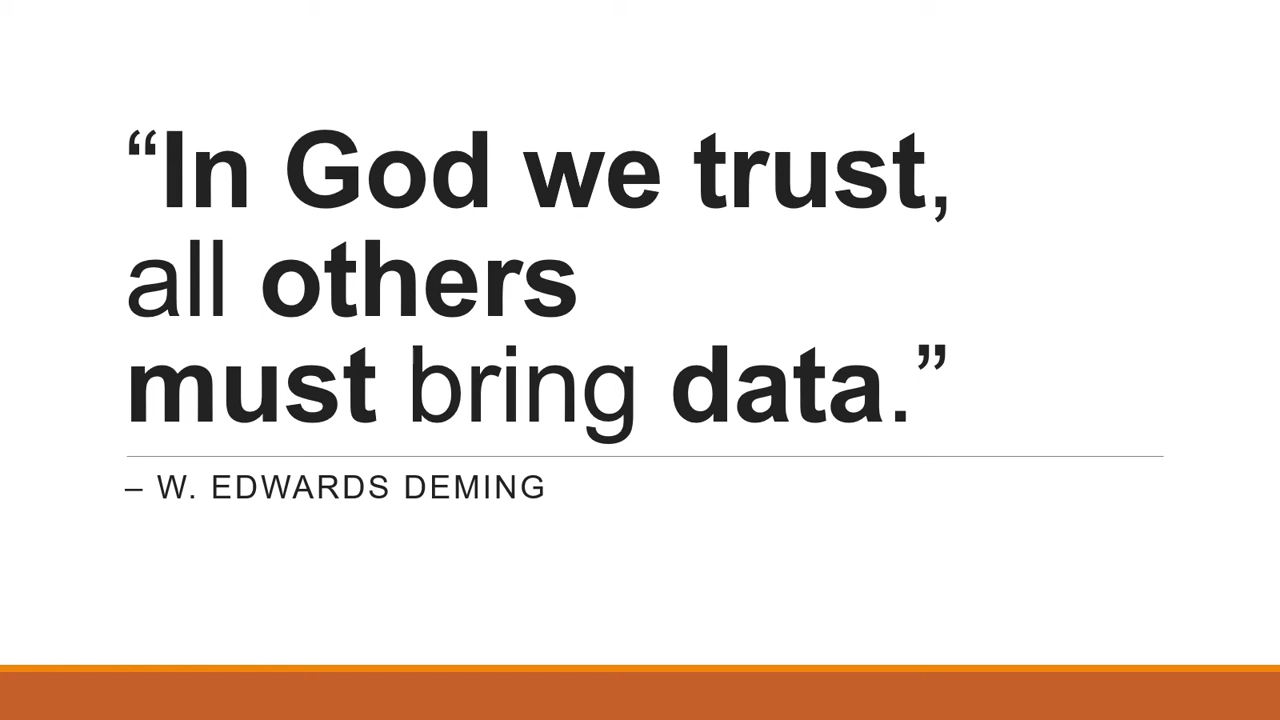 “In God we trust,
all others
must bring data.”
– W. EDWARDS DEMING